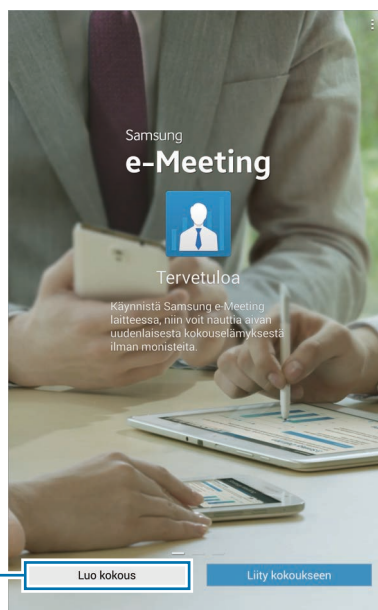 Samsung
e-Meeting
Tervetuloa
Käynnistä Samsung e-Meeting
laitteessa, niin voit nauttia aivan
uudenlaisesta kokouselämyksestä
ilman monisteita.
Luo kokous
Liity kokoukseen